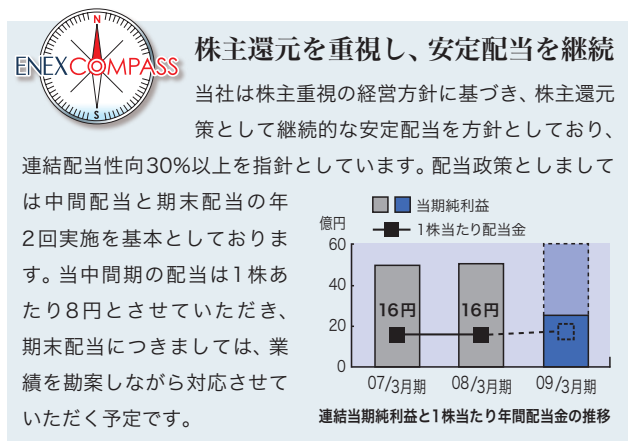 N
ENEXCOMPASS
S
株主還元を重視し、安定配当を継続
当社は株主重視の経営方針に基づき、株主還元
策として継続的な安定配当を方針としており、
連結配当性向30%以上を指針としています。配当政策としまして
は中間配当と期末配当の年
2回実施を基本としておりま
す。当中間期の配当は1株あ
たり8円とさせていただき、
期末配当につきましては、業
績を勘案しながら対応させて
いただく予定です。
当期純利益
1株当たり配当金
億円
60
40
20
0
16円 16円
07/3月期 08/3月期 09/3月期
連結当期純利益と1株当たり年間配当金の推移